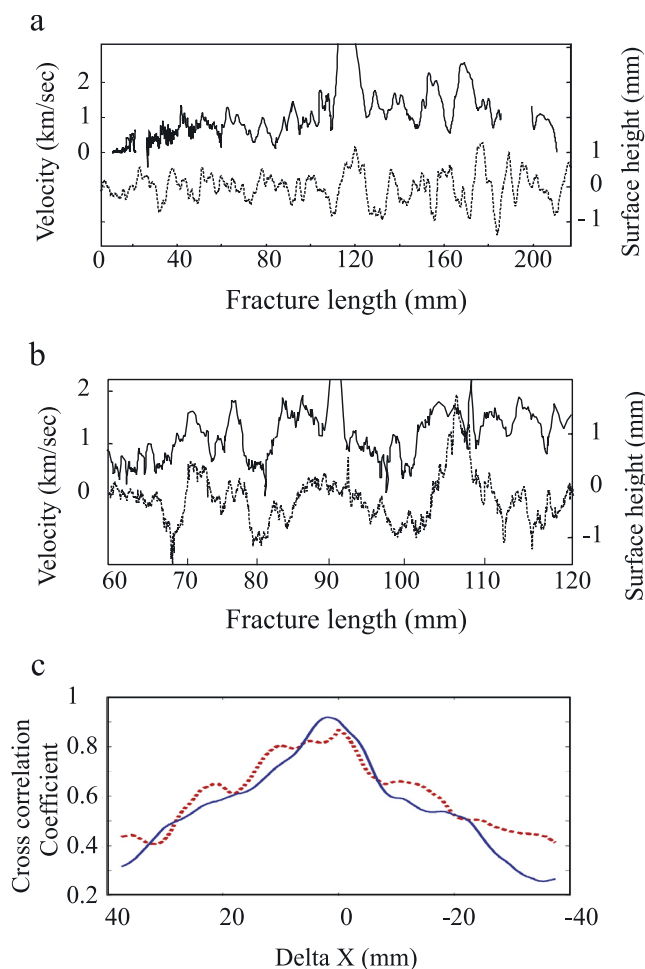 a
3
2
1
0
Velocity (km/sec)
1
0
-1
Surface height (mm)
0 40 80 120 160 200
Fracture length (mm)
b
2
1
0
Velocity (km/sec)
1
0
-1
Surface height (mm)
60 70 80 90 100 110 120
Fracture length (mm)
c
1
0.8
0.6
0.4
0.2
Cross correlation
Coefficient
40 20 0 -20 -40
Delta X (mm)